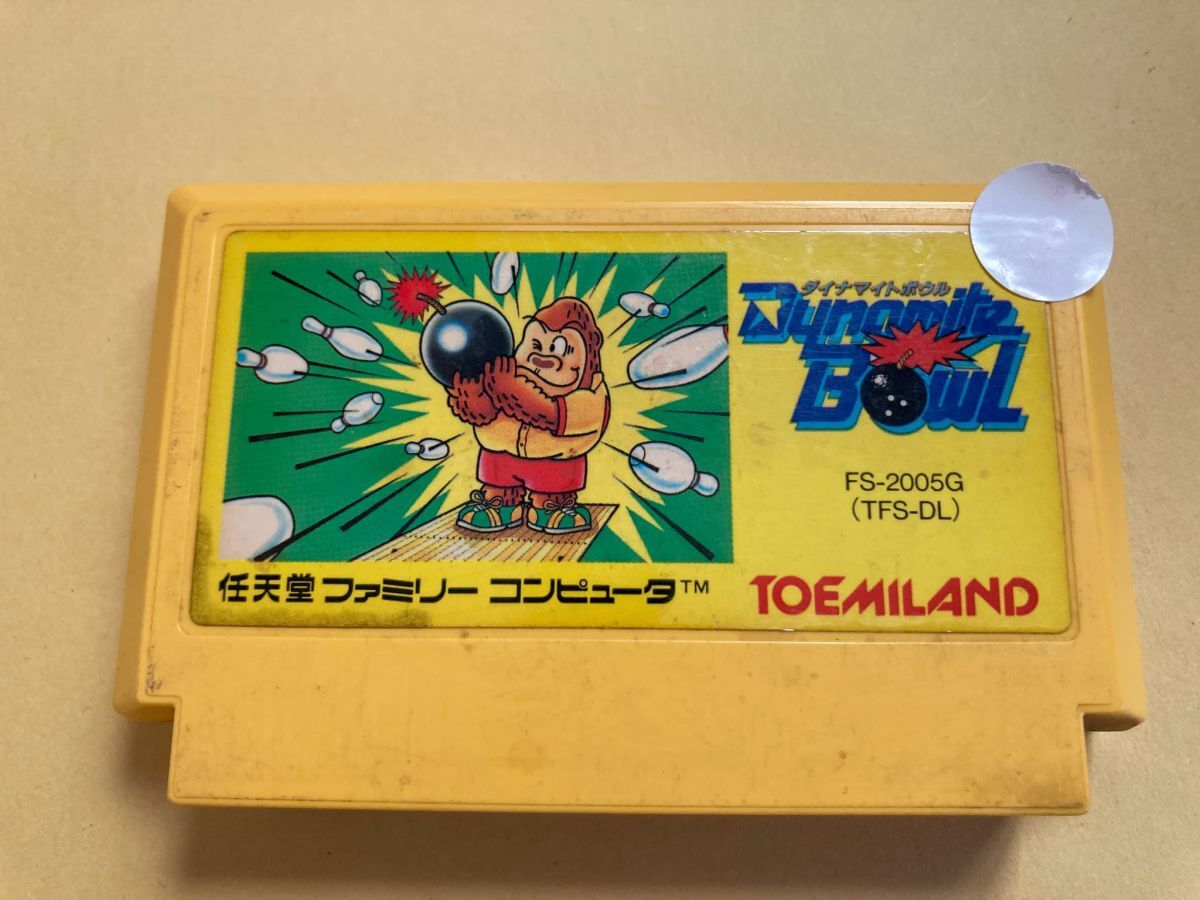 ダイナマイトボウル
Dynamite
BOWL
FS-2005G
(TFS-DL)
任天堂 ファミリー コンピュータ™
TOEMILAND